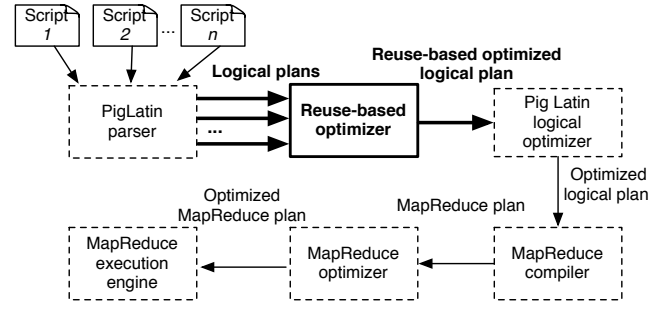 Script
1
Script
2
...
Script
n
Logical plans
Reuse-based optimized
logical plan
PigLatin
parser
...
Reuse-based
optimizer
Pig Latin
logical
optimizer
Optimized
logical plan
Optimized
MapReduce plan
MapReduce plan
MapReduce
execution
engine
MapReduce
optimizer
MapReduce
compiler